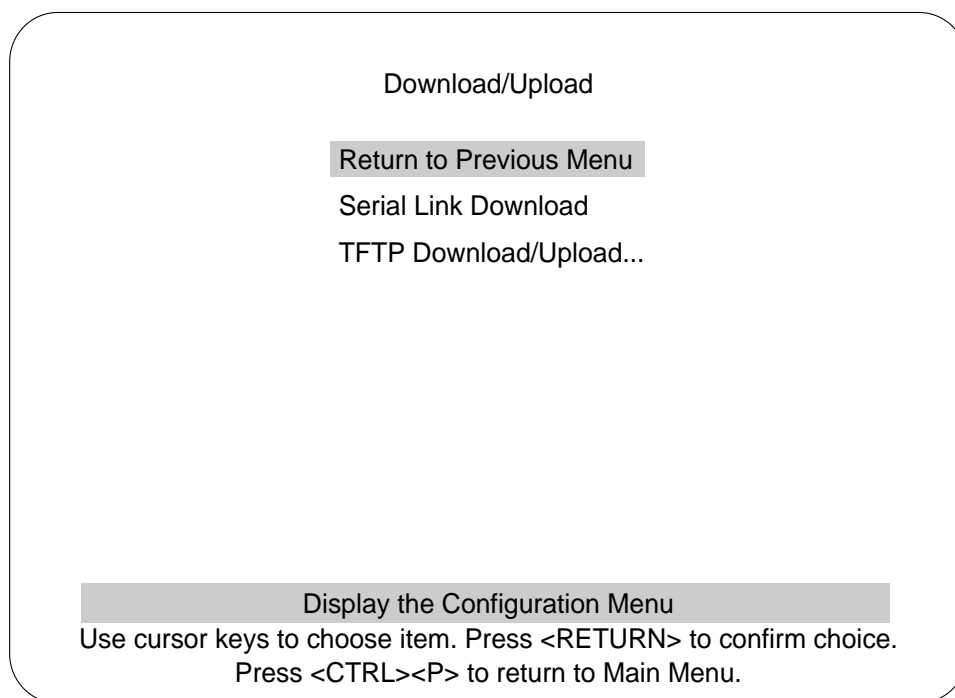 Download/Upload
Return to Previous Menu
Serial Link Download
TFTP Download/Upload...
Display the Configuration Menu
Use cursor keys to choose item. Press <RETURN> to confirm choice.
Press <CTRL><P> to return to Main Menu.